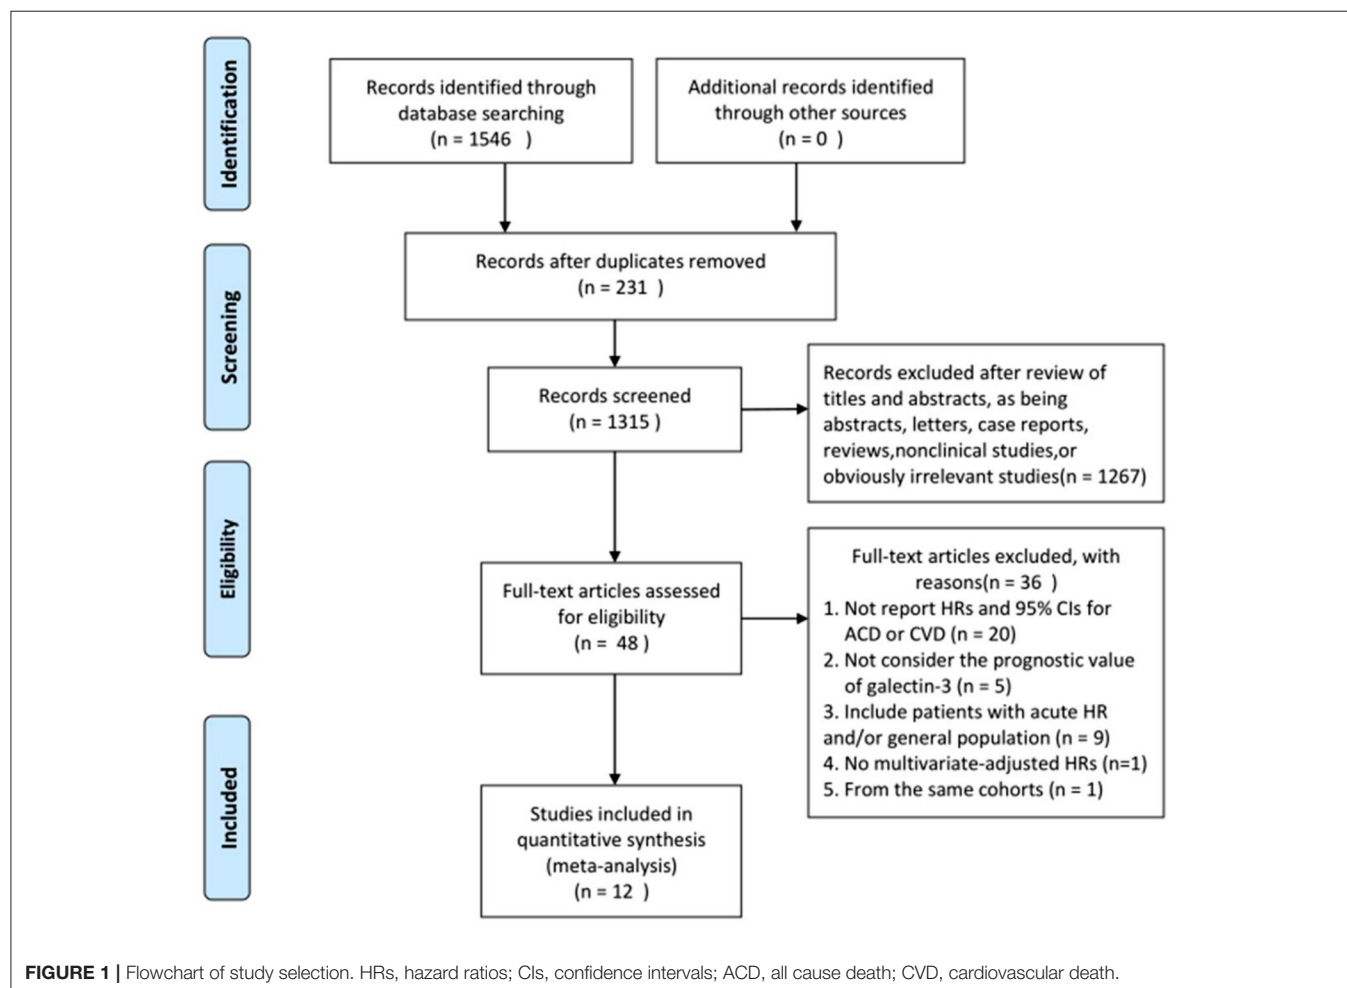 Identification
Records identified through
database searching
(n = 1546 )
Additional records identified
through other sources
(n = 0 )
Screening
Records after duplicates removed
(n = 231 )
Records screened
(n = 1315 )
Records excluded after review of
titles and abstracts, as being
abstracts, letters, case reports,
reviews,nonclinical studies,or
obviously irrelevant studies(n = 1267)
Eligibility
Full-text articles assessed
for eligibility
(n = 48 )
Full-text articles excluded, with
reasons(n = 36 )
1. Not report HRs and 95% CIs for
ACD or CVD (n = 20)
2. Not consider the prognostic value
of galectin-3 (n = 5)
3. Include patients with acute HR
and/or general population (n = 9)
4. No multivariate-adjusted HRs (n=1)
5. From the same cohorts (n = 1)
Included
Studies included in
quantitative synthesis
(meta-analysis)
(n = 12 )
FIGURE 1 | Flowchart of study selection. HRs, hazard ratios; CIs, confidence intervals; ACD, all cause death; CVD, cardiovascular death.